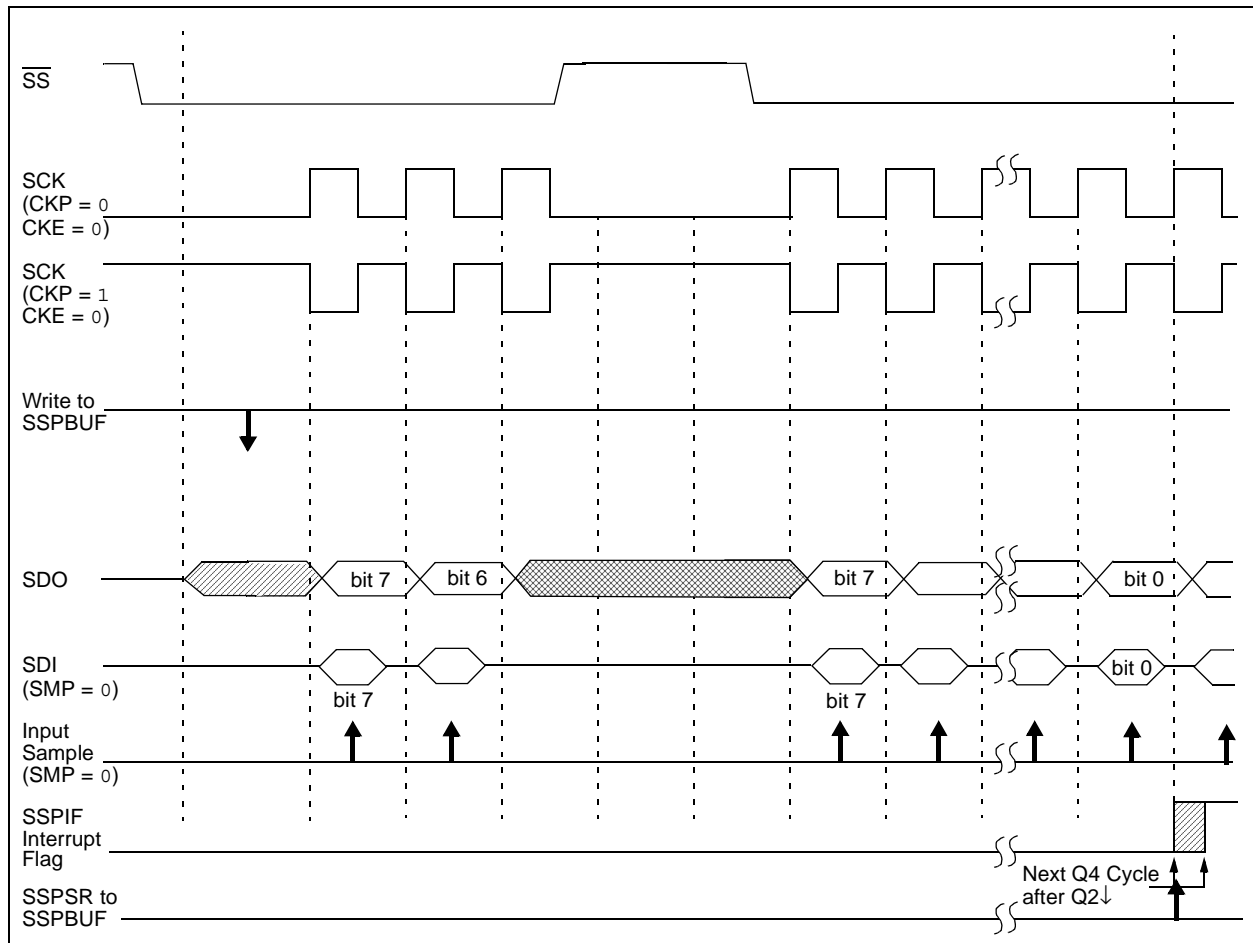 SS
SCK
(CKP = 0
CKE = 0)
SCK
(CKP = 1
CKE = 0)
Write to
SSPBUF
SDO
bit 7
bit 6
bit 7
bit 0
SDI
(SMP = 0)
bit 7
bit 7
bit 0
Input
Sample
(SMP = 0)
SSPIF
Interrupt
Flag
Next Q4 Cycle
after Q2↓
SSPSR to
SSPBUF